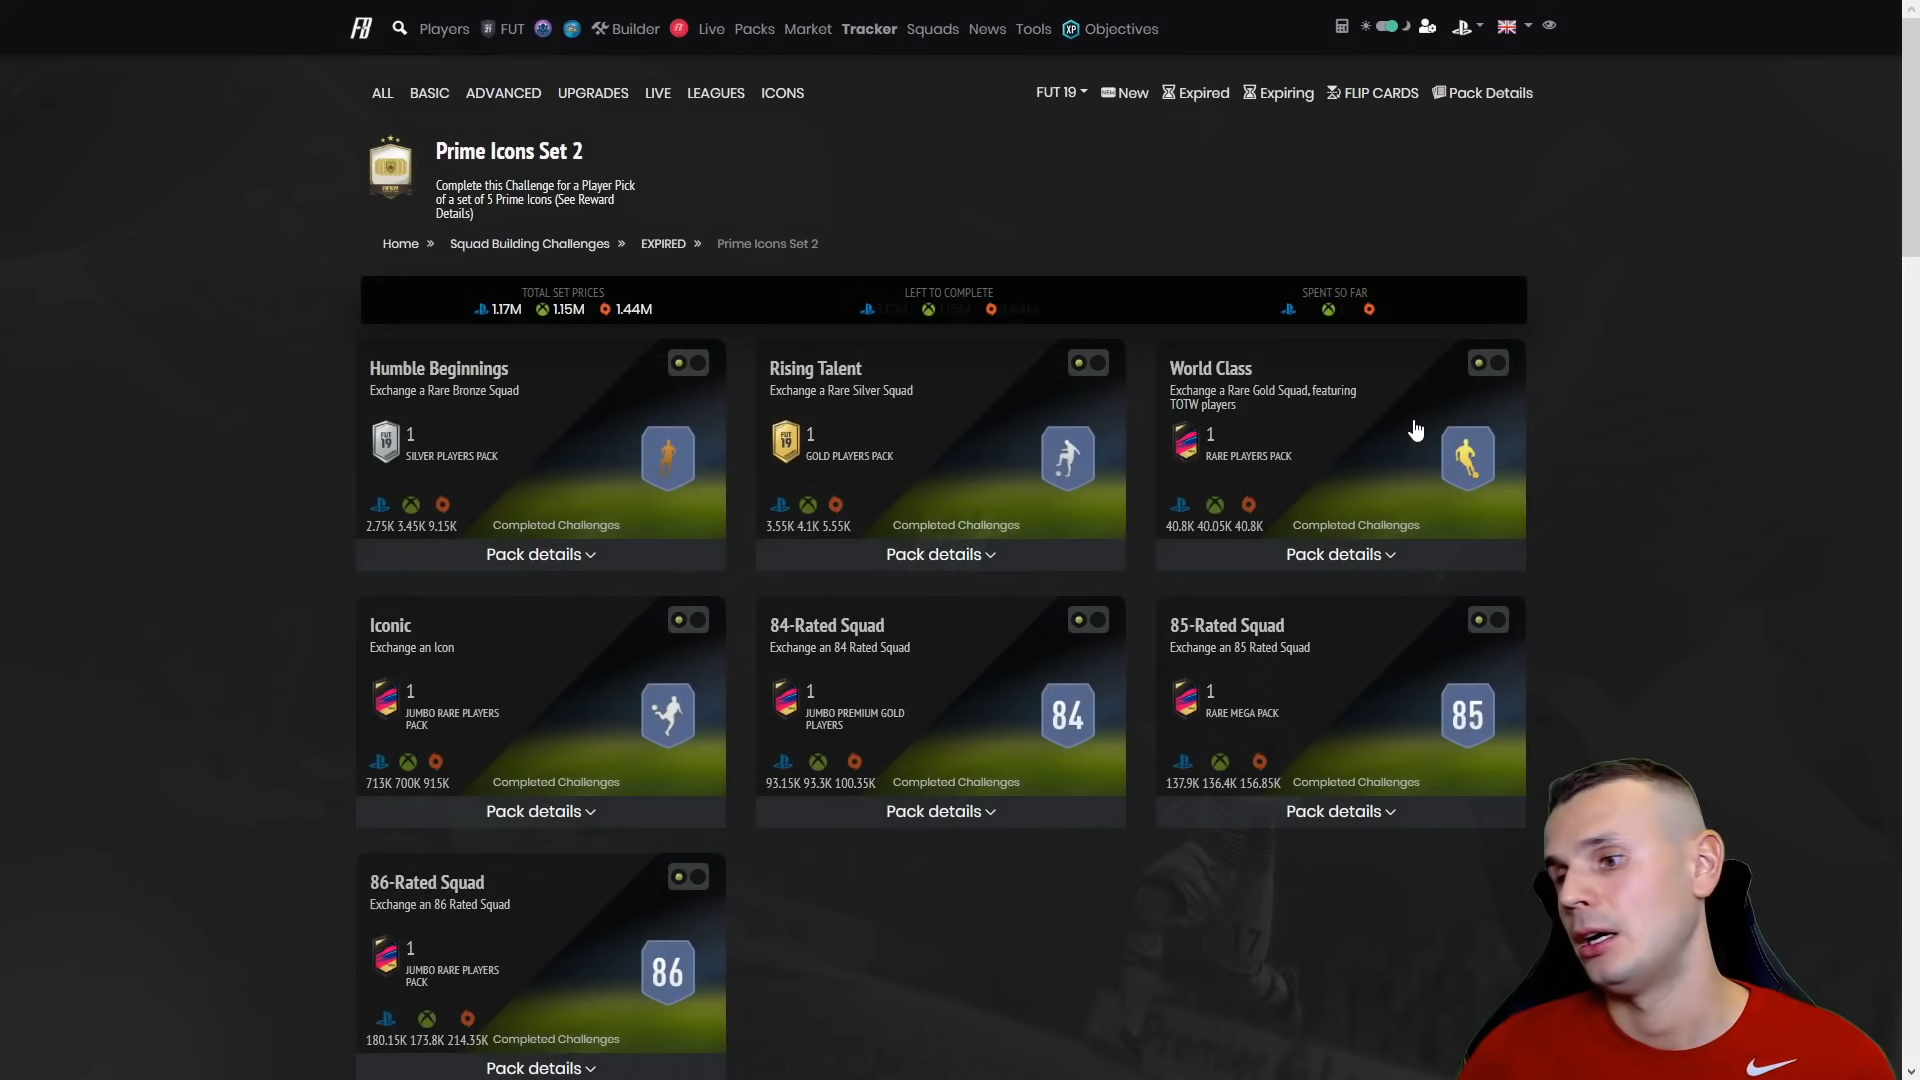 Players FUT Builder Live Packs Market Tracker Squads News Tools XP Objectives
ALL BASIC ADVANCED UPGRADES LIVE LEAGUES ICONS
FUT 19 New Expired Expiring FLIP CARDS Pack Details
Prime Icons Set 2
Complete this Challenge for a Player Pick
of a set of 5 Prime Icons (See Reward
Details)
Home » Squad Building Challenges » EXPIRED » Prime Icons Set 2
TOTAL SET PRICES LEFT TO COMPLETE SPENT SO FAR
1.17M 1.15M 1.44M
Humble Beginnings
Exchange a Rare Bronze Squad
FUT 19
1
SILVER PLAYERS PACK
2.75K 3.45K 9.15K Completed Challenges
Pack details
Rising Talent
Exchange a Rare Silver Squad
FUT 19
1
GOLD PLAYERS PACK
3.55K 4.1K 5.55K Completed Challenges
Pack details
World Class
Exchange a Rare Gold Squad, featuring
TOTW players
1
RARE PLAYERS PACK
40.8K 40.05K 40.8K Completed Challenges
Pack details
Iconic
Exchange an Icon
1
JUMBO RARE PLAYERS
PACK
713K 700K 915K Completed Challenges
Pack details
84-Rated Squad
Exchange an 84 Rated Squad
1
JUMBO PREMIUM GOLD
PLAYERS
84
93.15K 93.3K 100.35K Completed Challenges
Pack details
85-Rated Squad
Exchange an 85 Rated Squad
1
RARE MEGA PACK
85
137.9K 136.4K 156.85K Completed Challenges
Pack details
86-Rated Squad
Exchange an 86 Rated Squad
1
JUMBO RARE PLAYERS
PACK
86
180.15K 173.8K 214.35K Completed Challenges
Pack details